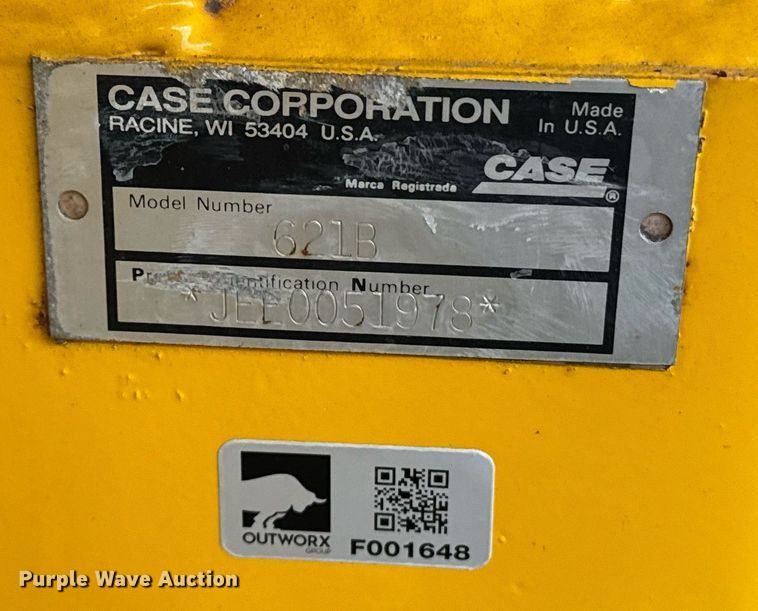 CASE CORPORATION
RACINE, WI 53404 U.S.A.
Made
In U.S.A.
CASE
Marca Registrada ®
Model Number
621B
Identification Number
*JEE0051978*
OUTWORX
GROUP
F001648
Purple Wave Auction